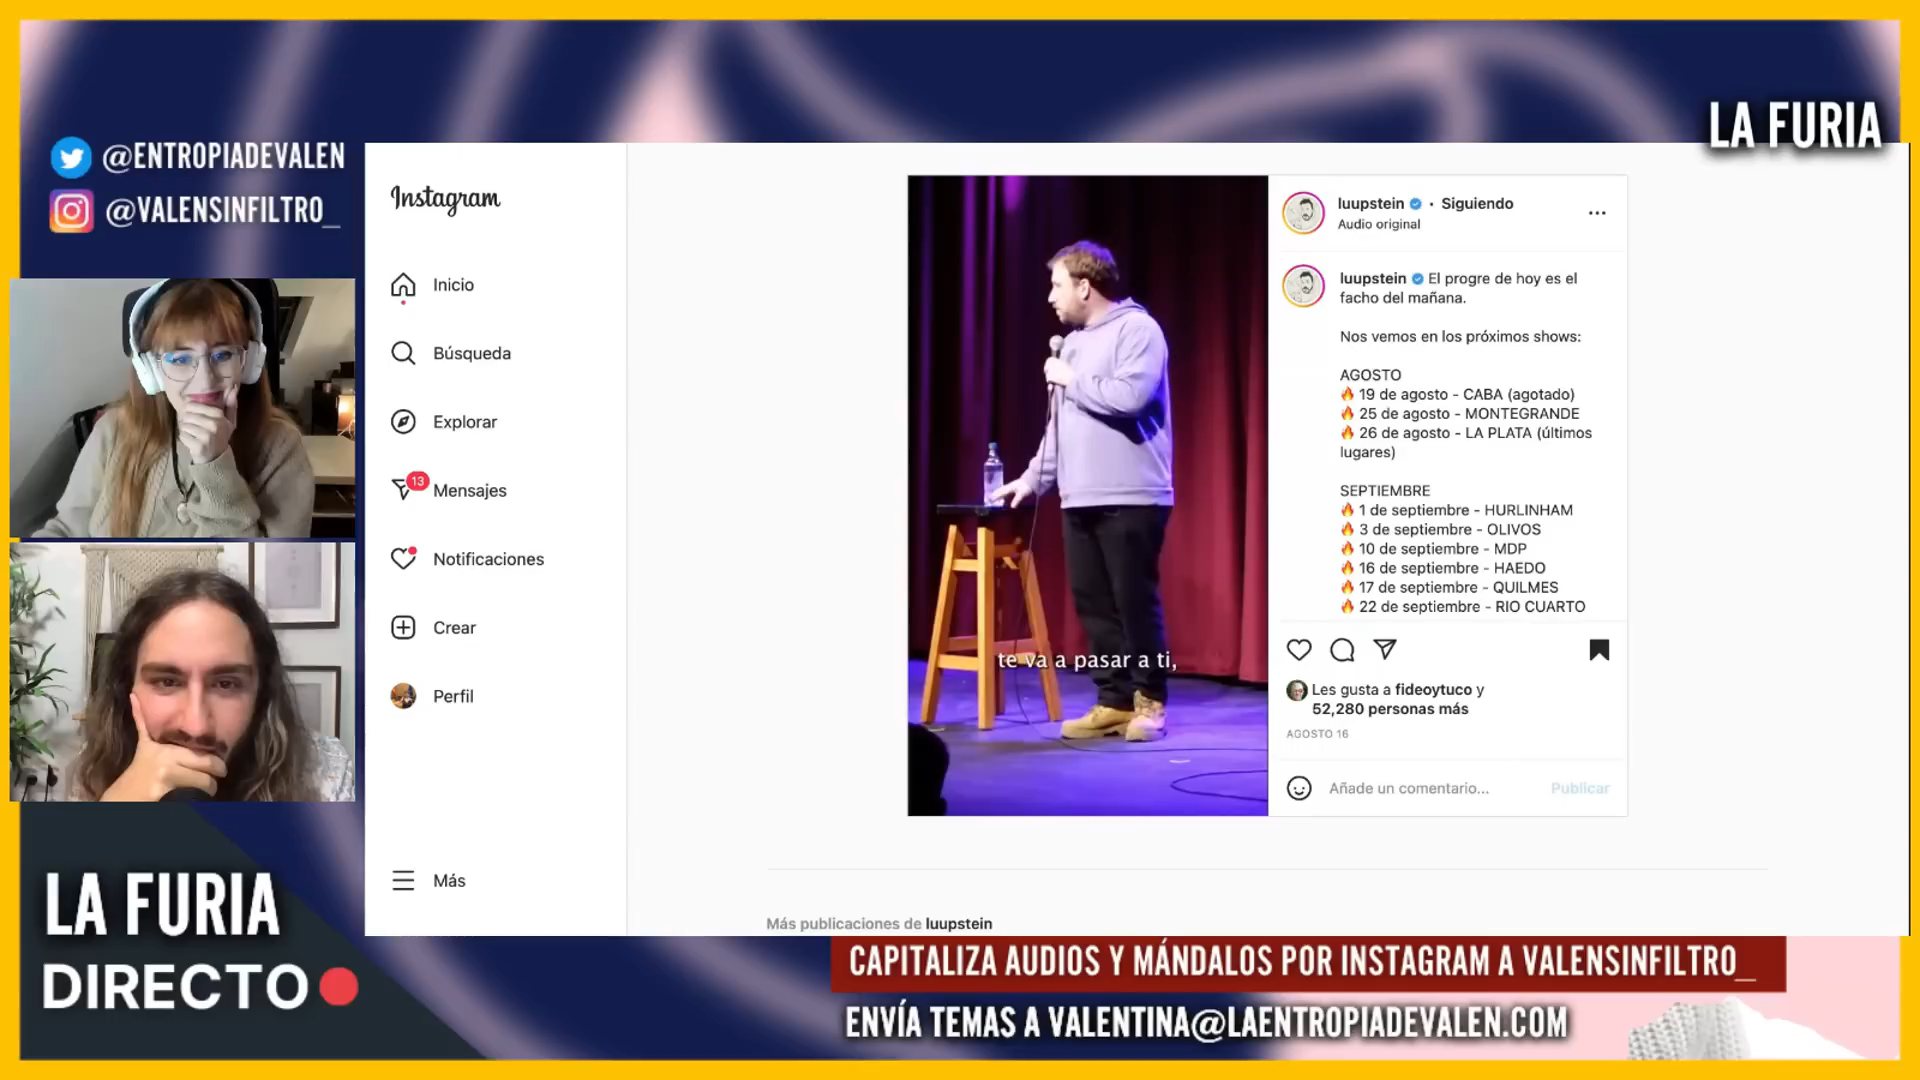 LA FURIA
@ENTROPIADEVALEN
@VALENSINFILTRO_
Instagram
Inicio
Búsqueda
Explorar
13
Mensajes
Notificaciones
Crear
Perfil
Más
te va a pasar a ti,
luupstein • Siguiendo
Audio original
luupstein El progre de hoy es el
facho del mañana.
Nos vemos en los próximos shows:
AGOSTO
🔥 19 de agosto - CABA (agotado)
🔥 25 de agosto - MONTEGRANDE
🔥 26 de agosto - LA PLATA (últimos
lugares)
SEPTIEMBRE
🔥 1 de septiembre - HURLINHAM
🔥 3 de septiembre - OLIVOS
🔥 10 de septiembre - MDP
🔥 16 de septiembre - HAEDO
🔥 17 de septiembre - QUILMES
🔥 22 de septiembre - RIO CUARTO
Les gusta a fideoytuco y
52,280 personas más
AGOSTO 16
Añade un comentario...
Publicar
Más publicaciones de luupstein
LA FURIA
DIRECTO
CAPITALIZA AUDIOS Y MÁNDALOS POR INSTAGRAM A VALENSINFILTRO_
ENVÍA TEMAS A VALENTINA@LAENTROPIADEVALEN.COM